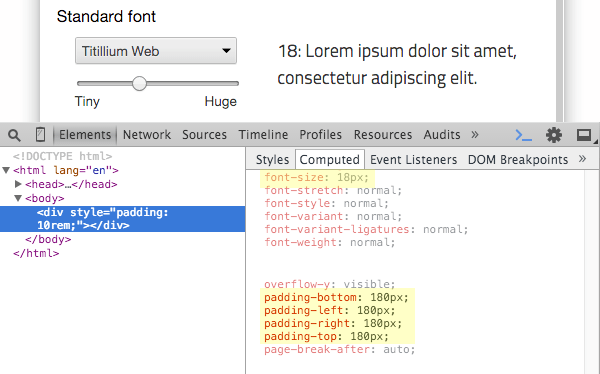 Standard font
Titillium Web
18: Lorem ipsum dolor sit amet,
consectetur adipiscing elit.
Tiny Huge
Elements Network Sources Timeline Profiles Resources Audits »
<!DOCTYPE html>
<html lang="en">
<head>…</head>
<body>
<div style="padding:
10rem;"></div>
</body>
</html>
Styles Computed Event Listeners DOM Breakpoints »
font-size: 18px;
font-stretch: normal;
font-style: normal;
font-variant: normal;
font-variant-ligatures: normal;
font-weight: normal;
overflow-y: visible;
padding-bottom: 180px;
padding-left: 180px;
padding-right: 180px;
padding-top: 180px;
page-break-after: auto;